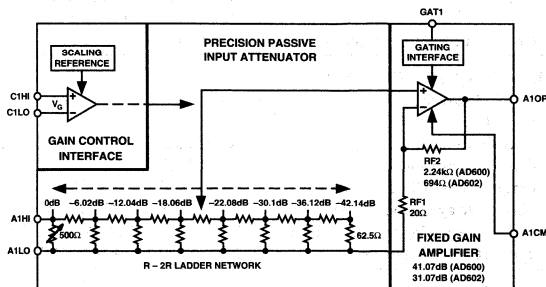 GAT1
SCALING
REFERENCE
PRECISION PASSIVE
INPUT ATTENUATOR
GATING
INTERFACE
C1HI
C1LO
VG
A1OP
GAIN CONTROL
INTERFACE
RF2
2.24kΩ (AD600)
694Ω (AD602)
0dB –6.02dB –12.04dB –18.06dB –22.08dB –30.1dB –36.12dB –42.14dB
RF1
20Ω
A1HI
500Ω
62.5Ω
A1CM
A1LO
R – 2R LADDER NETWORK
FIXED GAIN
AMPLIFIER
41.07dB (AD600)
31.07dB (AD602)